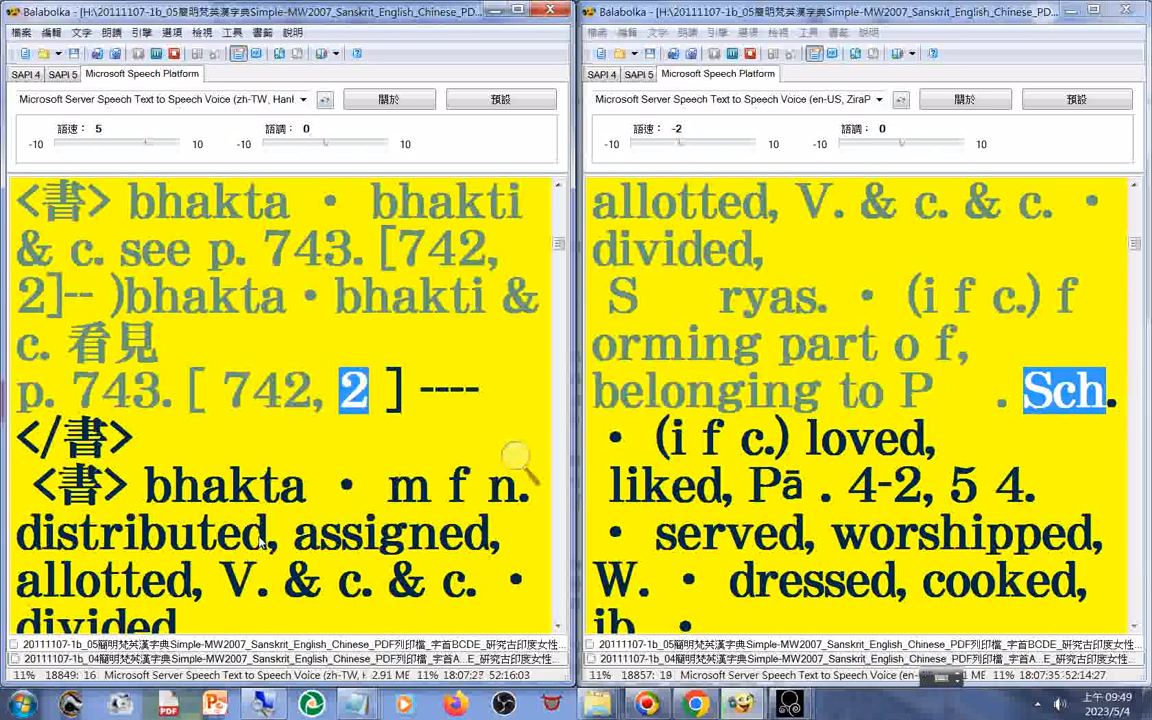 Balabolka - [H:\20111107-1b_05簡明梵英漢字典Simple-MW2007_Sanskrit_English_Chinese_PD...
檔案 編輯 文字 朗讀 引擎 選項 檢視 工具 書籤 說明
SAPI 4 SAPI 5 Microsoft Speech Platform
Microsoft Server Speech Text to Speech Voice (zh-TW, Hanl
關於 預設
語速： 5 語調： 0
-10 10 -10 10
<書> bhakta • bhakti
& c. see p. 743. [742,
2]-- )bhakta • bhakti &
c. 看見
p. 743. [ 742, 2 ] ----
</書>
<書> bhakta • m f n.
distributed, assigned,
allotted, V. & c. & c. •
divided
20111107-1b_05簡明梵英漢字典Simple-MW2007_Sanskrit_English_Chinese_PDF列印檔_字首BCDE_研究古印度女性...
20111107-1b_04簡明梵英漢字典Simple-MW2007_Sanskrit_English_Chinese_PDF列印檔_字首A...E_研究古印度女性...
11% 18849: 16 Microsoft Server Speech Text to Speech Voice (zh-TW, H 2.91 ME 11% 18:07:27 52:16:03
Balabolka - [H:\20111107-1b_05簡明梵英漢字典Simple-MW2007_Sanskrit_English_Chinese_PD...
檔案 編輯 文字 朗讀 引擎 選項 檢視 工具 書籤 說明
SAPI 4 SAPI 5 Microsoft Speech Platform
Microsoft Server Speech Text to Speech Voice (en-US, ZiraP
關於 預設
語速： -2 語調： 0
-10 10 -10 10
allotted, V. & c. & c. •
divided,
S ryas. • (i f c.) f
orming part o f,
belonging to P . Sch.
• (i f c.) loved,
liked, Pā . 4-2, 5 4.
• served, worshipped,
W. • dressed, cooked,
ib. •
20111107-1b_05簡明梵英漢字典Simple-MW2007_Sanskrit_English_Chinese_PDF列印檔_字首BCDE_研究古印度女性...
20111107-1b_04簡明梵英漢字典Simple-MW2007_Sanskrit_English_Chinese_PDF列印檔_字首A...E_研究古印度女性...
11% 18857: 18 Microsoft Server Speech Text to Speech Voice (en-US, 11% 18:07:35 52:14:27
上午 09:49
2023/5/4